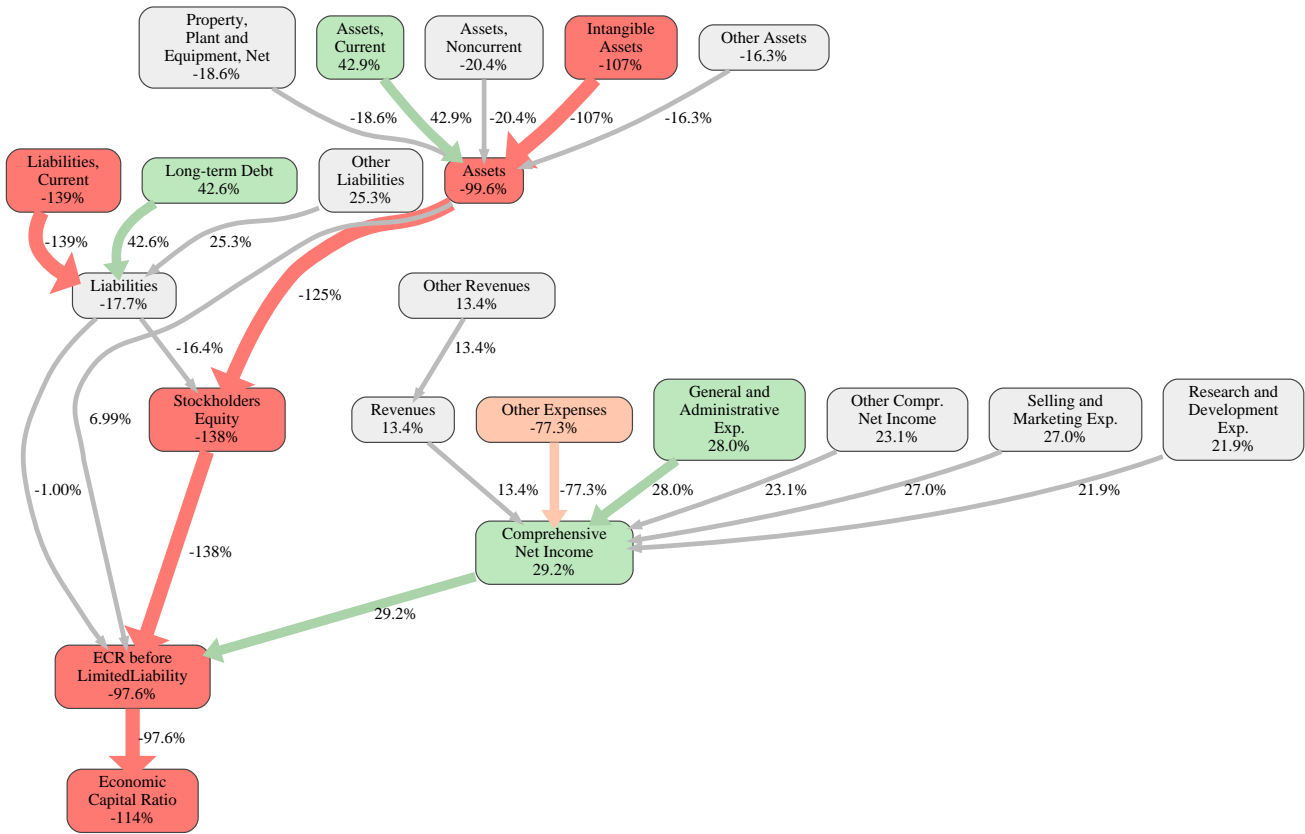 Property,
Plant and
Equipment, Net
-18.6%
Assets,
Current
42.9%
Assets,
Noncurrent
-20.4%
Intangible
Assets
-107%
Other Assets
-16.3%
-18.6%
42.9%
-20.4%
-107%
-16.3%
Liabilities,
Current
-139%
Long-term Debt
42.6%
Other
Liabilities
25.3%
Assets
-99.6%
-139%
42.6%
25.3%
Liabilities
-17.7%
-125%
Other Revenues
13.4%
-16.4%
13.4%
Stockholders
Equity
-138%
6.99%
Revenues
13.4%
Other Expenses
-77.3%
General and
Administrative
Exp.
28.0%
Other Compr.
Net Income
23.1%
Selling and
Marketing Exp.
27.0%
Research and
Development
Exp.
21.9%
-1.00%
13.4%
-77.3%
28.0%
23.1%
27.0%
21.9%
-138%
Comprehensive
Net Income
29.2%
29.2%
ECR before
LimitedLiability
-97.6%
-97.6%
Economic
Capital Ratio
-114%